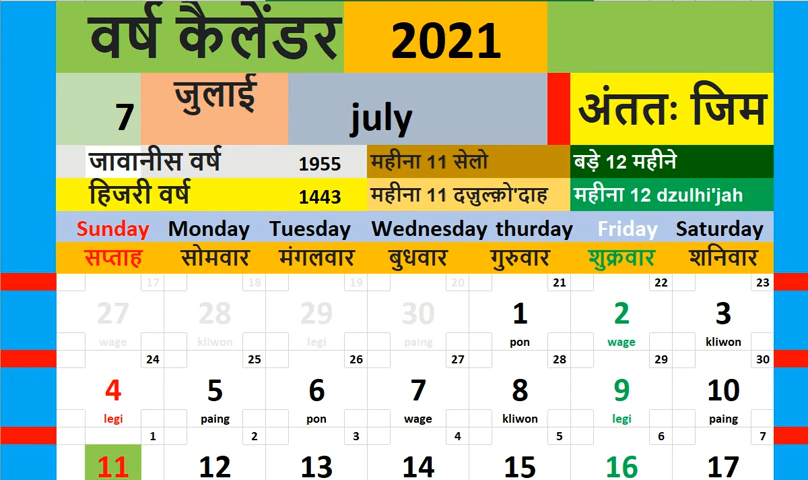 वर्ष कैलेंडर 2021
7 जुलाई july अंततः जिम
जावानीस वर्ष 1955 महीना 11 सेलो बड़े 12 महीने
हिजरी वर्ष 1443 महीना 11 दज़ुल्क़ो'दाह महीना 12 dzulhi'jah
Sunday Monday Tuesday Wednesday thurday Friday Saturday
सप्ताह सोमवार मंगलवार बुधवार गुरुवार शुक्रवार शनिवार
17 18 19 20 21 22 23
27 28 29 30 1 2 3
wage kliwon legi paing pon wage kliwon
24 25 26 27 28 29 30
4 5 6 7 8 9 10
legi paing pon wage kliwon legi paing
1 2 3 4 5 6 7
11 12 13 14 15 16 17